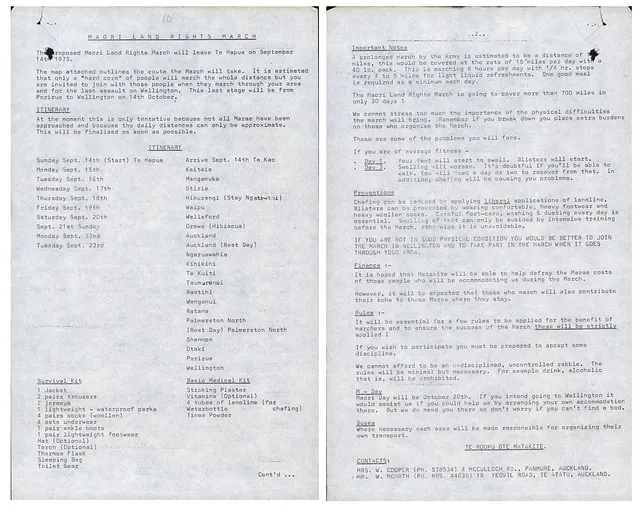 10
MAORI LAND RIGHTS MARCH
The proposed Maori Land Rights March will leave Te Hapua on September
14th 1975.
The map attached outlines the route the March will take. It is estimated
that only a "hard core" of people will march the whole distance but you
are invited to join with those people when they march through your area
and for the last assault on Wellington. This last stage will be from
Porirua to Wellington on 14th October.
ITINERARY
At the moment this is only tentative because not all Marae have been
approached and because the daily distances can only be approximate.
This will be finalised as soon as possible.
ITINERARY
Sunday Sept. 14th (Start) Te Hapua Arrive Sept. 14th Te Kao
Monday Sept. 15th Kaitaia
Tuesday Sept. 16th Mangamuka
Wednesday Sept. 17th Otiria
Thursday Sept. 18th Hikurangi (Stay Ngararatunua)
Friday Sept. 19th Waipu
Saturday Sept. 20th Wellsford
Sept. 21st Sunday Orewa (Hibiscus)
Monday Sept. 22nd Auckland
Tuesday Sept. 23rd Auckland (Rest Day)
Ngaruawahia
Kihikihi
Te Kuiti
Taumarunui
Raetihi
Wanganui
Ratana
Palmerston North
(Rest Day) Palmerston North
Shannon
Otaki
Porirua
Wellington
Survival Kit
1 Jacket
2 pairs trousers
2 jerseys
1 lightweight - waterproof parka
4 pairs socks (woollen)
4 sets underwear
1 pair ankle boots
1 pair light footwear
Hat (Optional)
Torch (Optional)
Thermos Flask
Sleeping Bag
Toilet Gear
Basic Medical Kit
Sticking Plaster
Vitamins (Optional)
4 tubes of lanoline (for
Waterbottle chafing)
Tinea Powder
Cont'd ...
..2..
Important Notes
A prolonged march by the Army is estimated to be a distance of
miles, this would be covered at the rate of 15 miles per day with a
40 lb. pack. This is march 8 hours per day with 1/4 hr. stops
every 4 to 5 miles for light liquid refreshments. One good meal
is required as a minimum each day.
The Maori Land Rights March is going to cover more than 700 miles in
only 30 days !
We cannot stress too much the importance of the physical difficulties
the march will bring. Remember if you break down you place extra burdens
on those who organise the March.
These are some of the problems you will face.
If you are of average fitness -
. Day 1. Your feet will start to swell. Blisters will start.
. Day 3. Swelling will worsen. It's doubtful if you'll be able to
walk. You will need a day or two to recover from that. In
addition, chafing will be causing you problems.
Preventions
Chafing can be reduced by applying liberal applications of lanoline.
Blisters can be prevented by wearing comfortable, heavy footwear and
heavy woollen socks. Careful foot-care, washing & dusting every day is
essential. Swelling of feet can only be avoided by intensive training
before the March, otherwise it is unavoidable.
IF YOU ARE NOT IN GOOD PHYSICAL CONDITION YOU WOULD BE BETTER TO JOIN
THE MARCH IN WELLINGTON AND TO TAKE PART IN THE MARCH WHEN IT GOES
THROUGH YOUR AREA.
Finance :-
It is hoped that Matakite will be able to help defray the Marae costs
of those people who will be accommodating us during the March.
However, it will be expected that those who march will also contribute
their koha to those Marae where they stay.
Rules :-
It will be essential for a few rules to be applied for the benefit of
marchers and to ensure the success of the March these will be strictly
applied !
If you wish to participate you must be prepared to accept some
discipline.
We cannot afford to be an undisciplined, uncontrolled rabble. The
rules will be minimal but necessary. For example drink, alcoholic
that is, will be prohibited.
M - Day
Maori Day will be October 20th. If you intend going to Wellington it
would assist us if you could help us by arranging your own accommodation
there. But we do need you there so don't worry if you can't find a bed.
Buses
Where necessary each area will be made responsible for organizing their
own transport.
TE ROOPU OTE MATAKITE.
CONTACTS:
MRS. W. COOPER (PH. 576534) 4 MCCULLOCH RD., PANMURE, AUCKLAND.
MR. W. MCMATH (PH. HNS. 44635) 18 YEOVIL ROAD, TE ATATU, AUCKLAND.